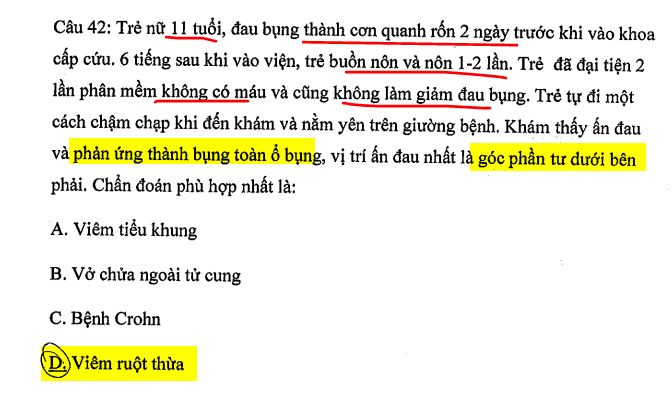 Câu 42: Trẻ nữ 11 tuổi, đau bụng thành cơn quanh rốn 2 ngày trước khi vào khoa
cấp cứu. 6 tiếng sau khi vào viện, trẻ buồn nôn và nôn 1-2 lần. Trẻ đã đại tiện 2
lần phân mềm không có máu và cũng không làm giảm đau bụng. Trẻ tự đi một
cách chậm chạp khi đến khám và nằm yên trên giường bệnh. Khám thấy ấn đau
và phản ứng thành bụng toàn ổ bụng, vị trí ấn đau nhất là góc phần tư dưới bên
phải. Chẩn đoán phù hợp nhất là:
A. Viêm tiểu khung
B. Vở chửa ngoài tử cung
C. Bệnh Crohn
D. Viêm ruột thừa